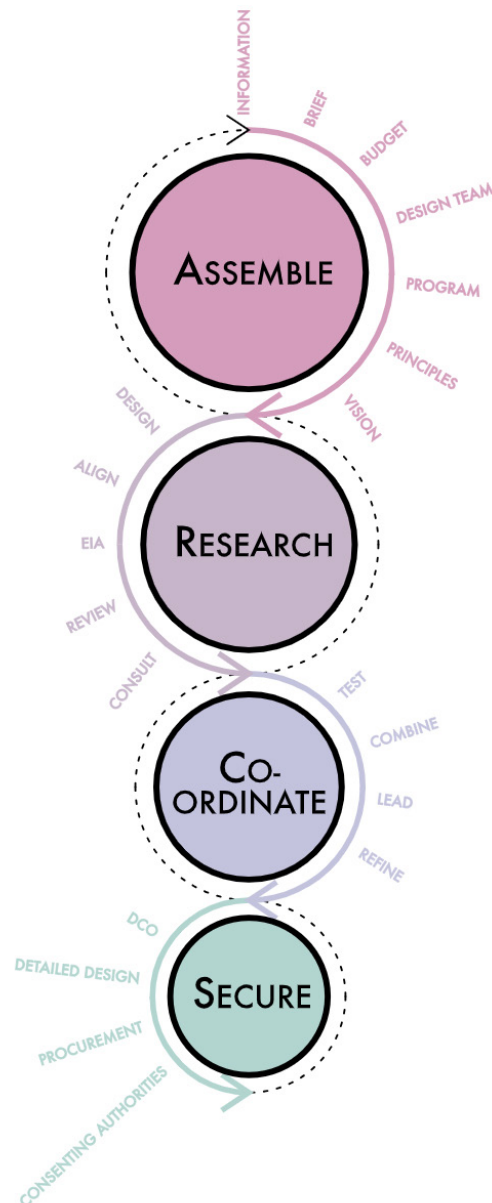 INFORMATION
BRIEF
BUDGET
DESIGN TEAM
PROGRAM
PRINCIPLES
VISION
ASSEMBLE
DESIGN
ALIGN
EIA
REVIEW
CONSULT
RESEARCH
TEST
COMBINE
LEAD
REFINE
CO-
ORDINATE
DCO
DETAILED DESIGN
PROCUREMENT
CONSENTING AUTHORITIES
SECURE